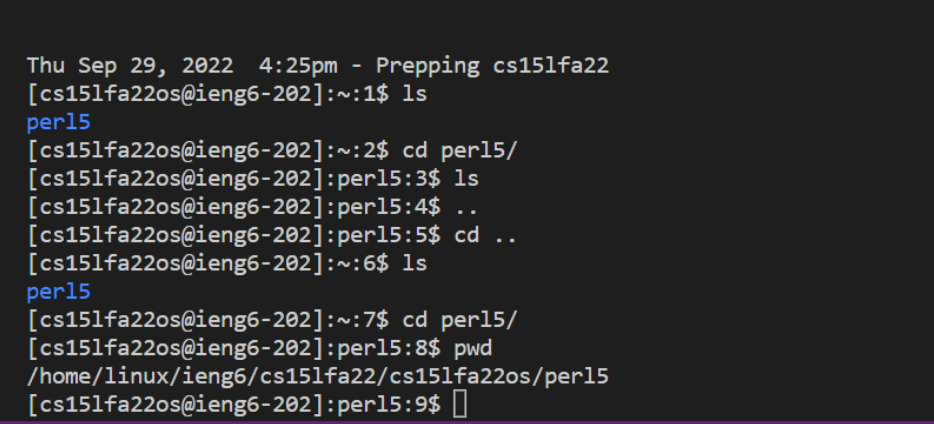 Thu Sep 29, 2022  4:25pm - Prepping cs15lfa22
[cs15lfa22os@ieng6-202]:~:1$ ls
perl5
[cs15lfa22os@ieng6-202]:~:2$ cd perl5/
[cs15lfa22os@ieng6-202]:perl5:3$ ls
[cs15lfa22os@ieng6-202]:perl5:4$ ..
[cs15lfa22os@ieng6-202]:perl5:5$ cd ..
[cs15lfa22os@ieng6-202]:~:6$ ls
perl5
[cs15lfa22os@ieng6-202]:~:7$ cd perl5/
[cs15lfa22os@ieng6-202]:perl5:8$ pwd
/home/linux/ieng6/cs15lfa22/cs15lfa22os/perl5
[cs15lfa22os@ieng6-202]:perl5:9$